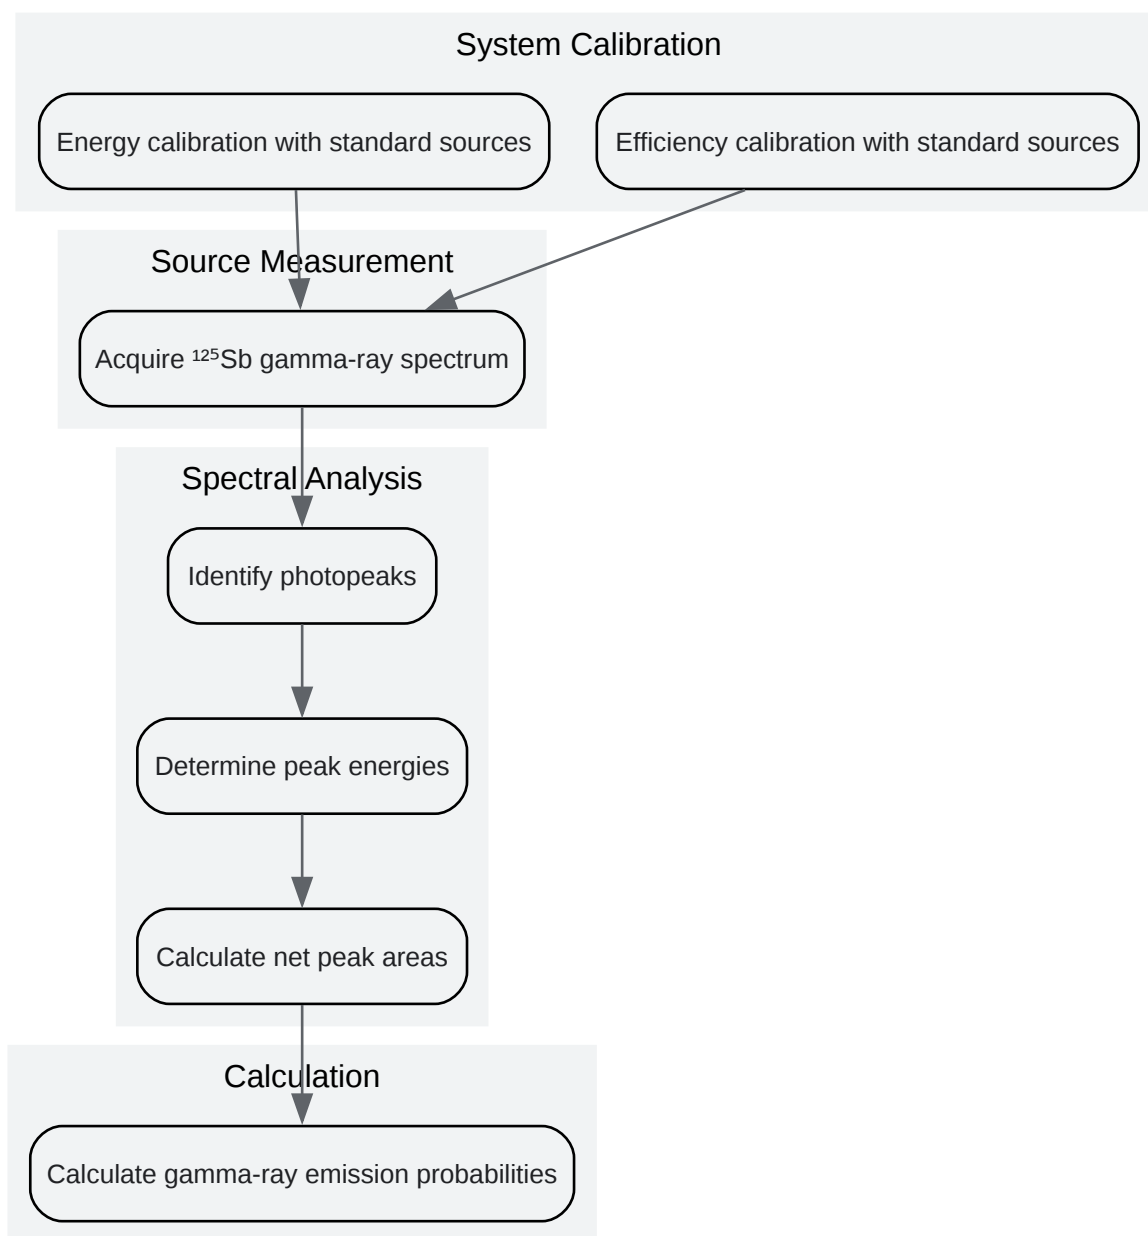 System Calibration
Energy calibration with standard sources
Efficiency calibration with standard sources
Source Measurement
Acquire ¹²⁵Sb gamma-ray spectrum
Spectral Analysis
Identify photopeaks
Determine peak energies
Calculate net peak areas
Calculation
Calculate gamma-ray emission probabilities